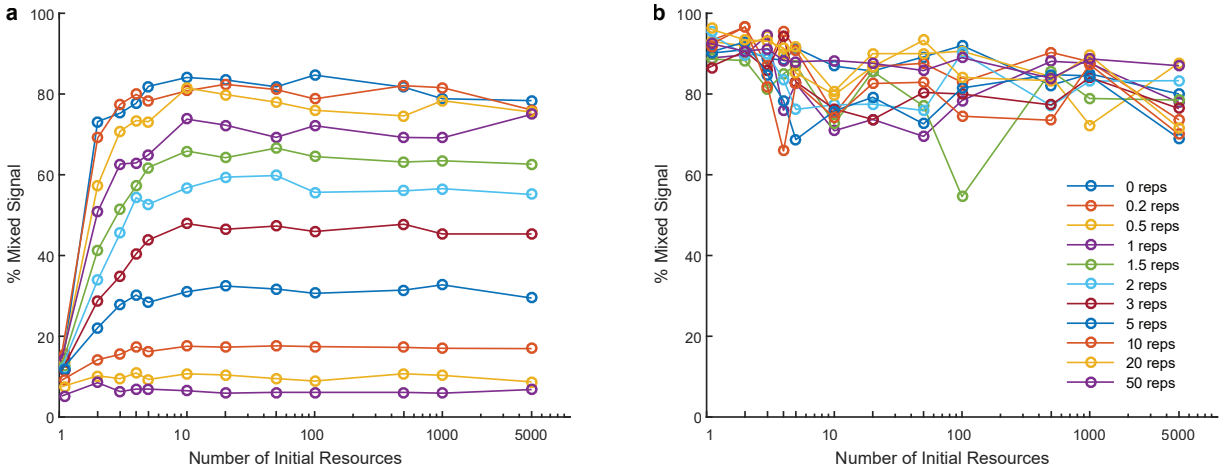 a
100
80
60
40
20
0
% Mixed Signal
1 10 100 1000 5000
Number of Initial Resources
b
100
80
60
40
20
0
% Mixed Signal
0 reps
0.2 reps
0.5 reps
1 reps
1.5 reps
2 reps
3 reps
5 reps
10 reps
20 reps
50 reps
1 10 100 1000 5000
Number of Initial Resources